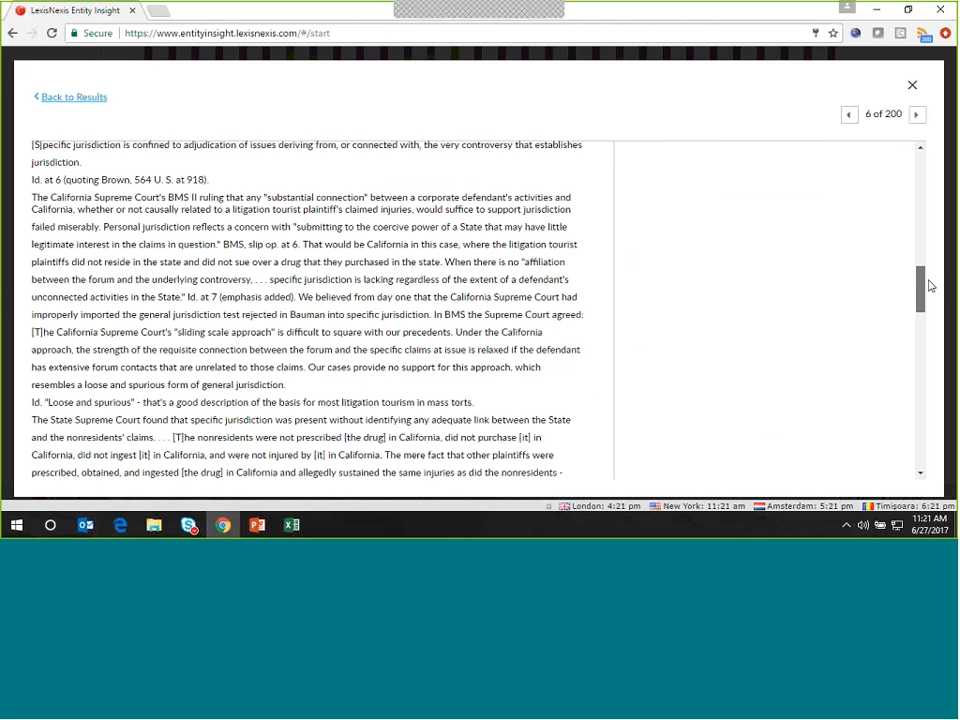 LexisNexis Entity Insight
Secure
https://www.entityinsight.lexisnexis.com/#/start
200
Back to Results
6 of 200
[S]pecific jurisdiction is confined to adjudication of issues deriving from, or connected with, the very controversy that establishes
jurisdiction.
Id. at 6 (quoting Brown, 564 U. S. at 918).
The California Supreme Court's BMS II ruling that any "substantial connection" between a corporate defendant's activities and
California, whether or not causally related to a litigation tourist plaintiff's claimed injuries, would suffice to support jurisdiction
failed miserably. Personal jurisdiction reflects a concern with "submitting to the coercive power of a State that may have little
legitimate interest in the claims in question." BMS, slip op. at 6. That would be California in this case, where the litigation tourist
plaintiffs did not reside in the state and did not sue over a drug that they purchased in the state. When there is no "affiliation
between the forum and the underlying controversy, . . . specific jurisdiction is lacking regardless of the extent of a defendant's
unconnected activities in the State." Id. at 7 (emphasis added). We believed from day one that the California Supreme Court had
improperly imported the general jurisdiction test rejected in Bauman into specific jurisdiction. In BMS the Supreme Court agreed:
[T]he California Supreme Court's "sliding scale approach" is difficult to square with our precedents. Under the California
approach, the strength of the requisite connection between the forum and the specific claims at issue is relaxed if the defendant
has extensive forum contacts that are unrelated to those claims. Our cases provide no support for this approach, which
resembles a loose and spurious form of general jurisdiction.
Id. "Loose and spurious" - that's a good description of the basis for most litigation tourism in mass torts.
The State Supreme Court found that specific jurisdiction was present without identifying any adequate link between the State
and the nonresidents' claims. . . . [T]he nonresidents were not prescribed [the drug] in California, did not purchase [it] in
California, did not ingest [it] in California, and were not injured by [it] in California. The mere fact that other plaintiffs were
prescribed, obtained, and ingested [the drug] in California and allegedly sustained the same injuries as did the nonresidents -
London: 4:21 pm
New York: 11:21 am
Amsterdam: 5:21 pm
Timișoara: 6:21 pm
11:21 AM
6/27/2017